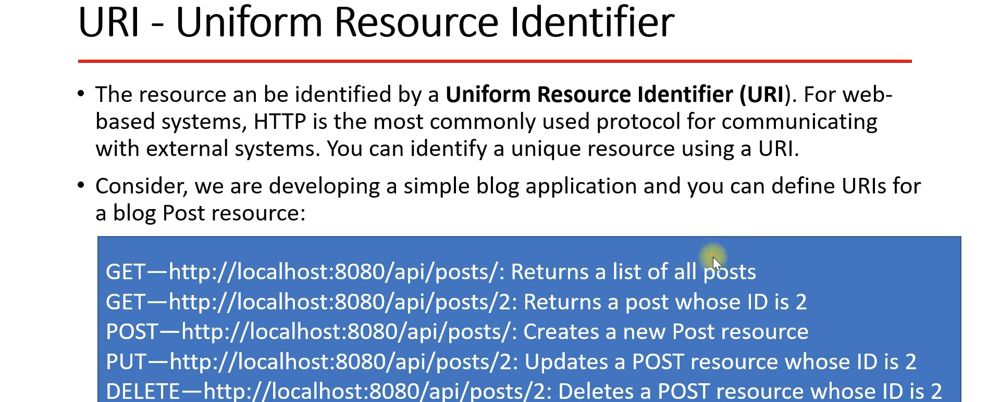 URI - Uniform Resource Identifier
• The resource an be identified by a Uniform Resource Identifier (URI). For web-
based systems, HTTP is the most commonly used protocol for communicating
with external systems. You can identify a unique resource using a URI.
• Consider, we are developing a simple blog application and you can define URIs for
a blog Post resource:
GET—http://localhost:8080/api/posts/: Returns a list of all posts
GET—http://localhost:8080/api/posts/2: Returns a post whose ID is 2
POST—http://localhost:8080/api/posts/: Creates a new Post resource
PUT—http://localhost:8080/api/posts/2: Updates a POST resource whose ID is 2
DELETE—http://localhost:8080/api/posts/2: Deletes a POST resource whose ID is 2